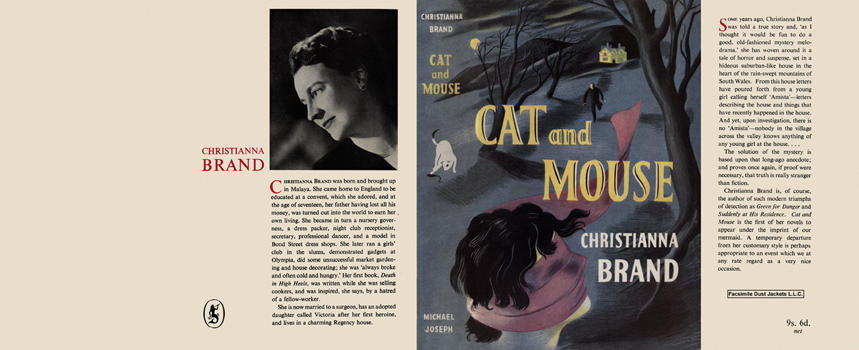 CHRISTIANNA
BRAND
CHRISTIANNA BRAND was born and brought up
in Malaya. She came home to England to be
educated at a convent, which she adored, and at
the age of seventeen, her father having lost all his
money, was turned out into the world to earn her
own living. She became in turn a nursery gover-
ness, a dress packer, night club receptionist,
secretary, professional dancer, and a model in
Bond Street dress shops. She later ran a girls'
club in the slums, demonstrated gadgets at
Olympia, did some unsuccessful market garden-
ing and house decorating; she was 'always broke
and often cold and hungry.' Her first book, Death
in High Heels, was written while she was selling
cookers, and was inspired, she says, by a hatred
of a fellow-worker.
She is now married to a surgeon, has an adopted
daughter called Victoria after her first heroine,
and lives in a charming Regency house.
CHRISTIANNA
BRAND
CAT
and
MOUSE
MICHAEL
JOSEPH
CAT and
MOUSE
CHRISTIANNA
BRAND
SOME years ago, Christianna Brand
was told a true story and, 'as I
thought it would be fun to do a
good, old-fashioned mystery melo-
drama,' she has woven around it a
tale of horror and suspense, set in a
hideous suburban-like house in the
heart of the rain-swept mountains of
South Wales. From this house letters
have poured forth from a young
girl calling herself 'Amista'—letters
describing the house and things that
have recently happened in the house.
And yet, upon investigation, there is
no 'Amista'—nobody in the village
across the valley knows anything of
any young girl at the house. . . .
The solution of the mystery is
based upon that long-ago anecdote;
and proves once again, if proof were
necessary, that truth is really stranger
than fiction.
Christianna Brand is, of course,
the author of such modern triumphs
of detection as Green for Danger and
Suddenly at His Residence. Cat and
Mouse is the first of her novels to
appear under the imprint of our
mermaid. A temporary departure
from her customary style is perhaps
appropriate to an event which we at
any rate regard as a very nice
occasion.
Facsimile Dust Jackets L.L.C.
9s. 6d.
net